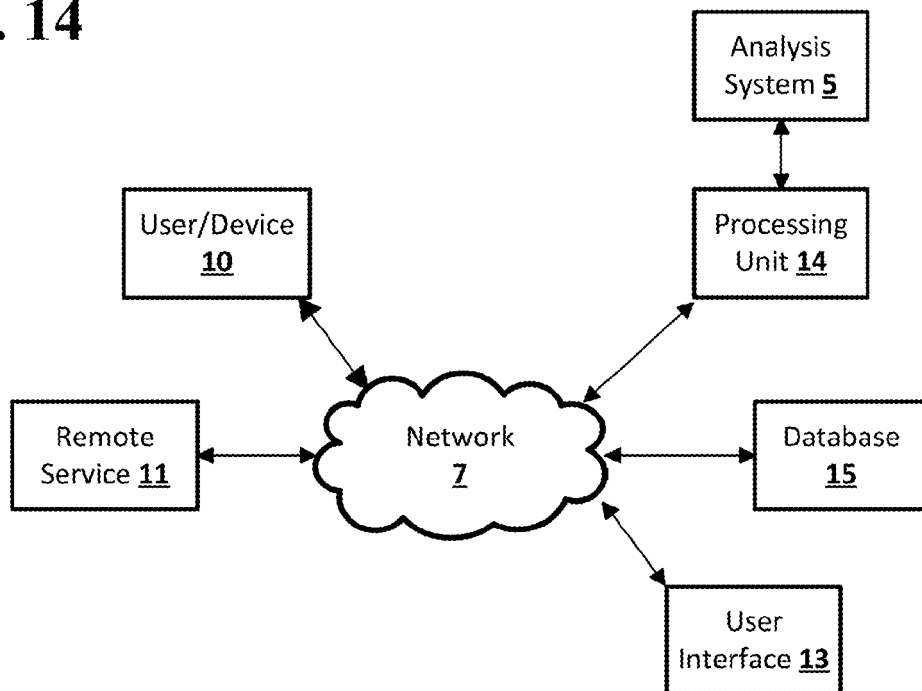 . 14
Analysis
System 5
User/Device
10
Processing
Unit 14
Remote
Service 11
Network
7
Database
15
User
Interface 13